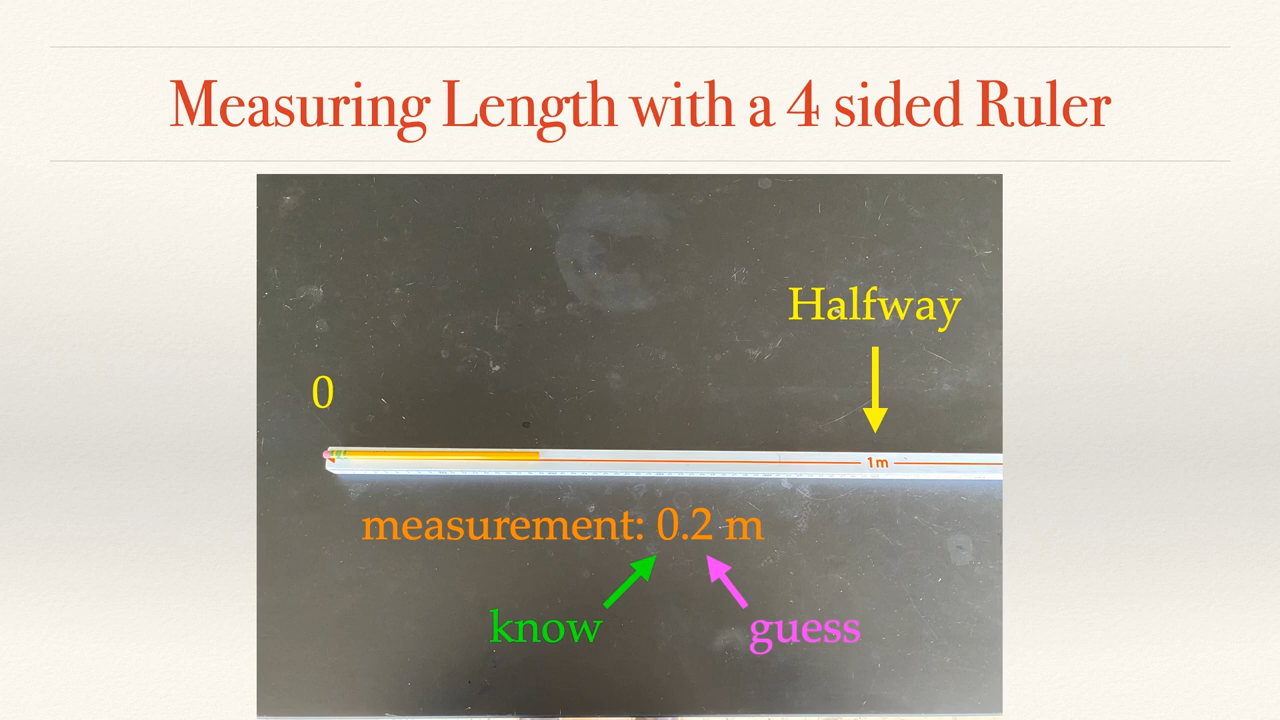 Measuring Length with a 4 sided Ruler
Halfway
0
1m
measurement: 0.2 m
know
guess